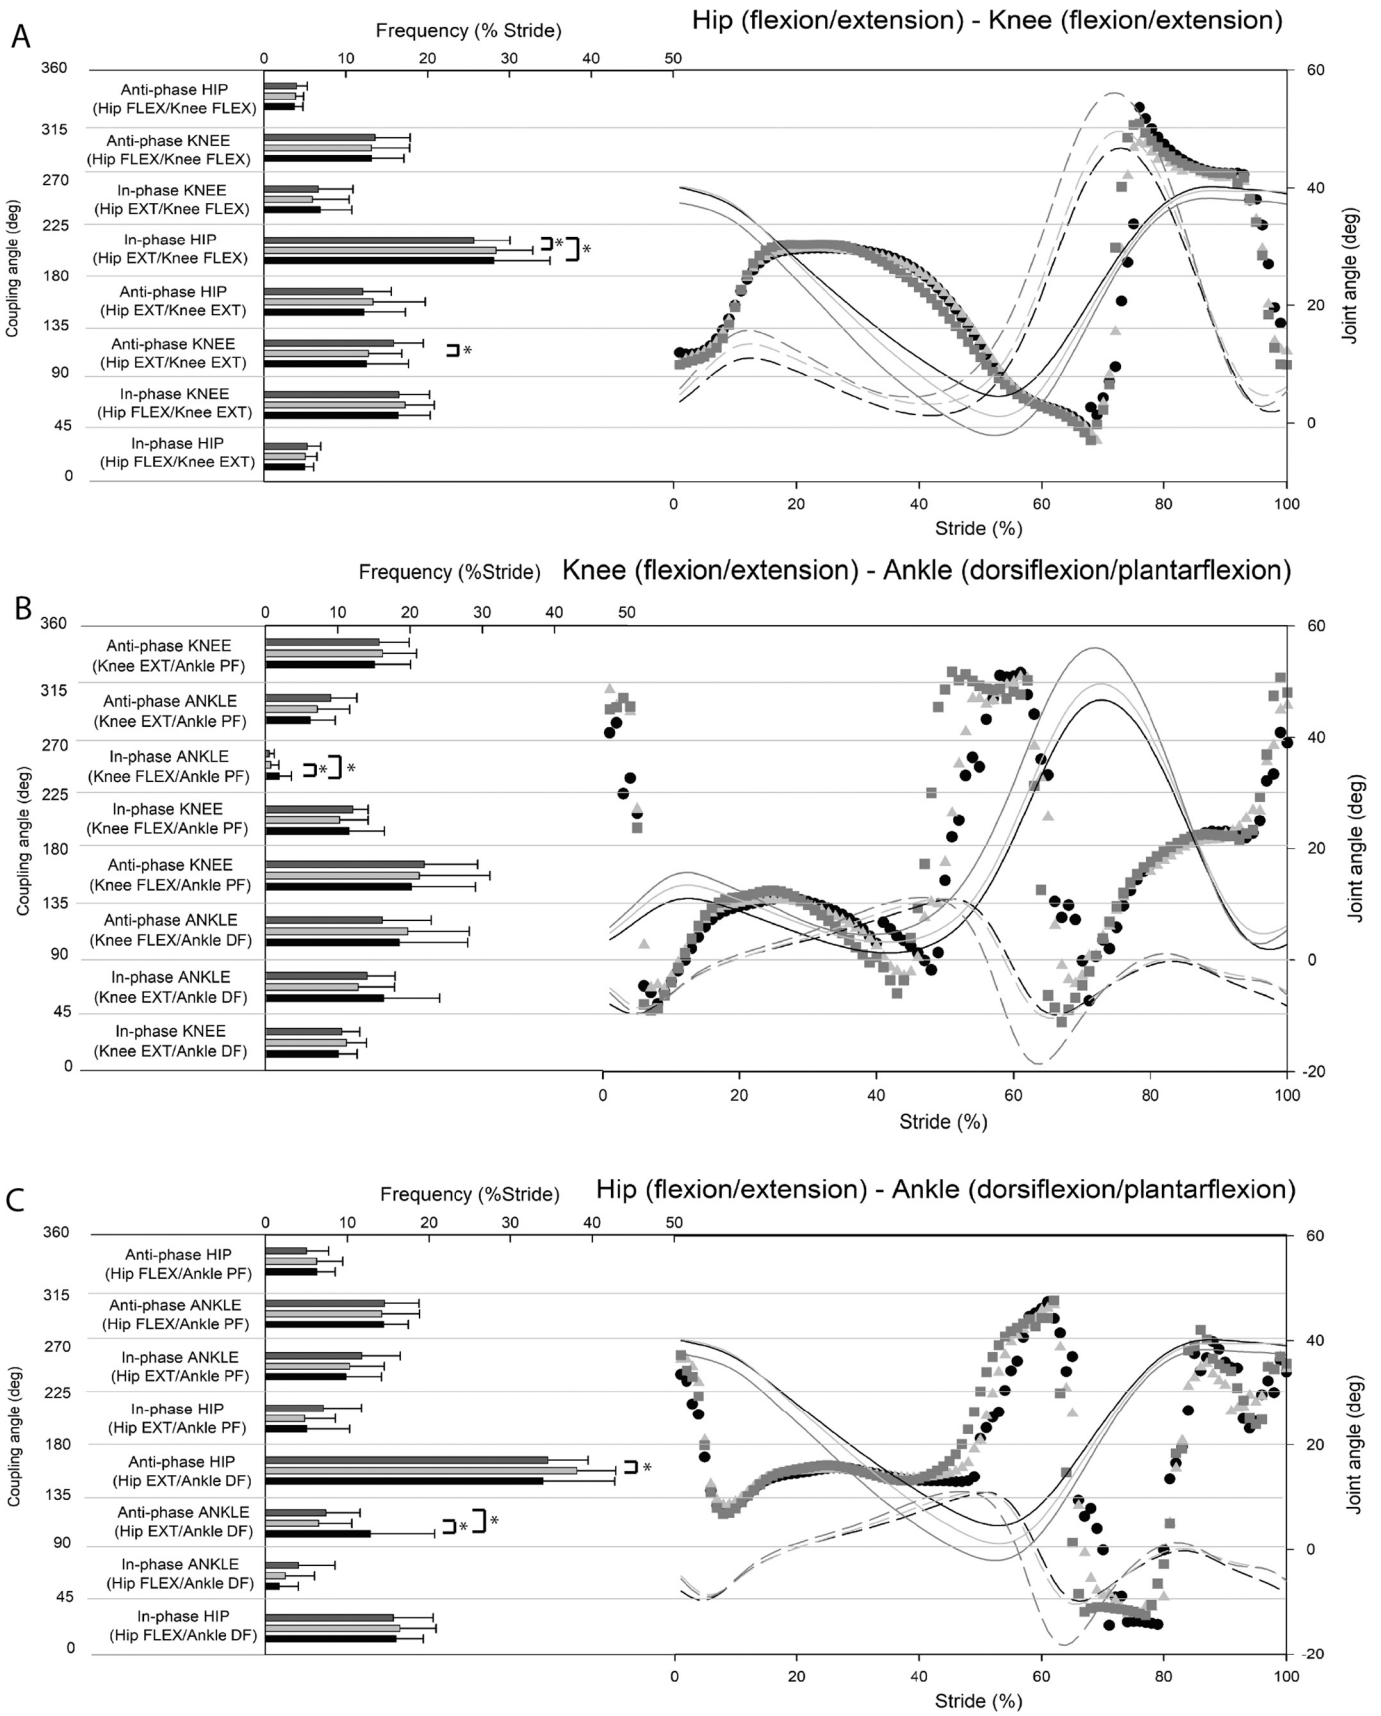 A
Hip (flexion/extension) - Knee (flexion/extension)
Frequency (% Stride)
0 10 20 30 40 50
360
315
270
225
180
135
90
45
0
Coupling angle (deg)
Anti-phase HIP
(Hip FLEX/Knee FLEX)
Anti-phase KNEE
(Hip FLEX/Knee FLEX)
In-phase KNEE
(Hip EXT/Knee FLEX)
In-phase HIP
(Hip EXT/Knee FLEX)
* *
Anti-phase HIP
(Hip EXT/Knee EXT)
Anti-phase KNEE
(Hip EXT/Knee EXT)
*
In-phase KNEE
(Hip FLEX/Knee EXT)
In-phase HIP
(Hip FLEX/Knee EXT)
60
40
20
0
Joint angle (deg)
0 20 40 60 80 100
Stride (%)
B
Frequency (%Stride)
Knee (flexion/extension) - Ankle (dorsiflexion/plantarflexion)
0 10 20 30 40 50
360
315
270
225
180
135
90
45
0
Coupling angle (deg)
Anti-phase KNEE
(Knee EXT/Ankle PF)
Anti-phase ANKLE
(Knee EXT/Ankle PF)
In-phase ANKLE
(Knee FLEX/Ankle PF)
* *
In-phase KNEE
(Knee FLEX/Ankle PF)
Anti-phase KNEE
(Knee FLEX/Ankle PF)
Anti-phase ANKLE
(Knee FLEX/Ankle DF)
In-phase ANKLE
(Knee EXT/Ankle DF)
In-phase KNEE
(Knee EXT/Ankle DF)
60
40
20
0
-20
Joint angle (deg)
0 20 40 60 80 100
Stride (%)
C
Frequency (%Stride)
Hip (flexion/extension) - Ankle (dorsiflexion/plantarflexion)
0 10 20 30 40 50
360
315
270
225
180
135
90
45
0
Coupling angle (deg)
Anti-phase HIP
(Hip FLEX/Ankle PF)
Anti-phase ANKLE
(Hip FLEX/Ankle PF)
In-phase ANKLE
(Hip EXT/Ankle PF)
In-phase HIP
(Hip EXT/Ankle PF)
Anti-phase HIP
(Hip EXT/Ankle DF)
*
Anti-phase ANKLE
(Hip EXT/Ankle DF)
* *
In-phase ANKLE
(Hip FLEX/Ankle DF)
In-phase HIP
(Hip FLEX/Ankle DF)
60
40
20
0
-20
Joint angle (deg)
0 20 40 60 80 100
Stride (%)